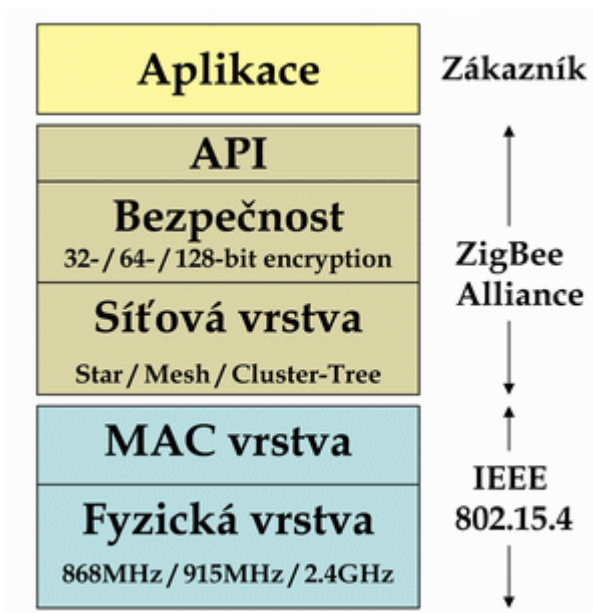 Aplikace
Zákazník
API
Bezpečnost
32- / 64- / 128-bit encryption
ZigBee
Alliance
Síťová vrstva
Star / Mesh / Cluster-Tree
MAC vrstva
IEEE
802.15.4
Fyzická vrstva
868MHz / 915MHz / 2.4GHz